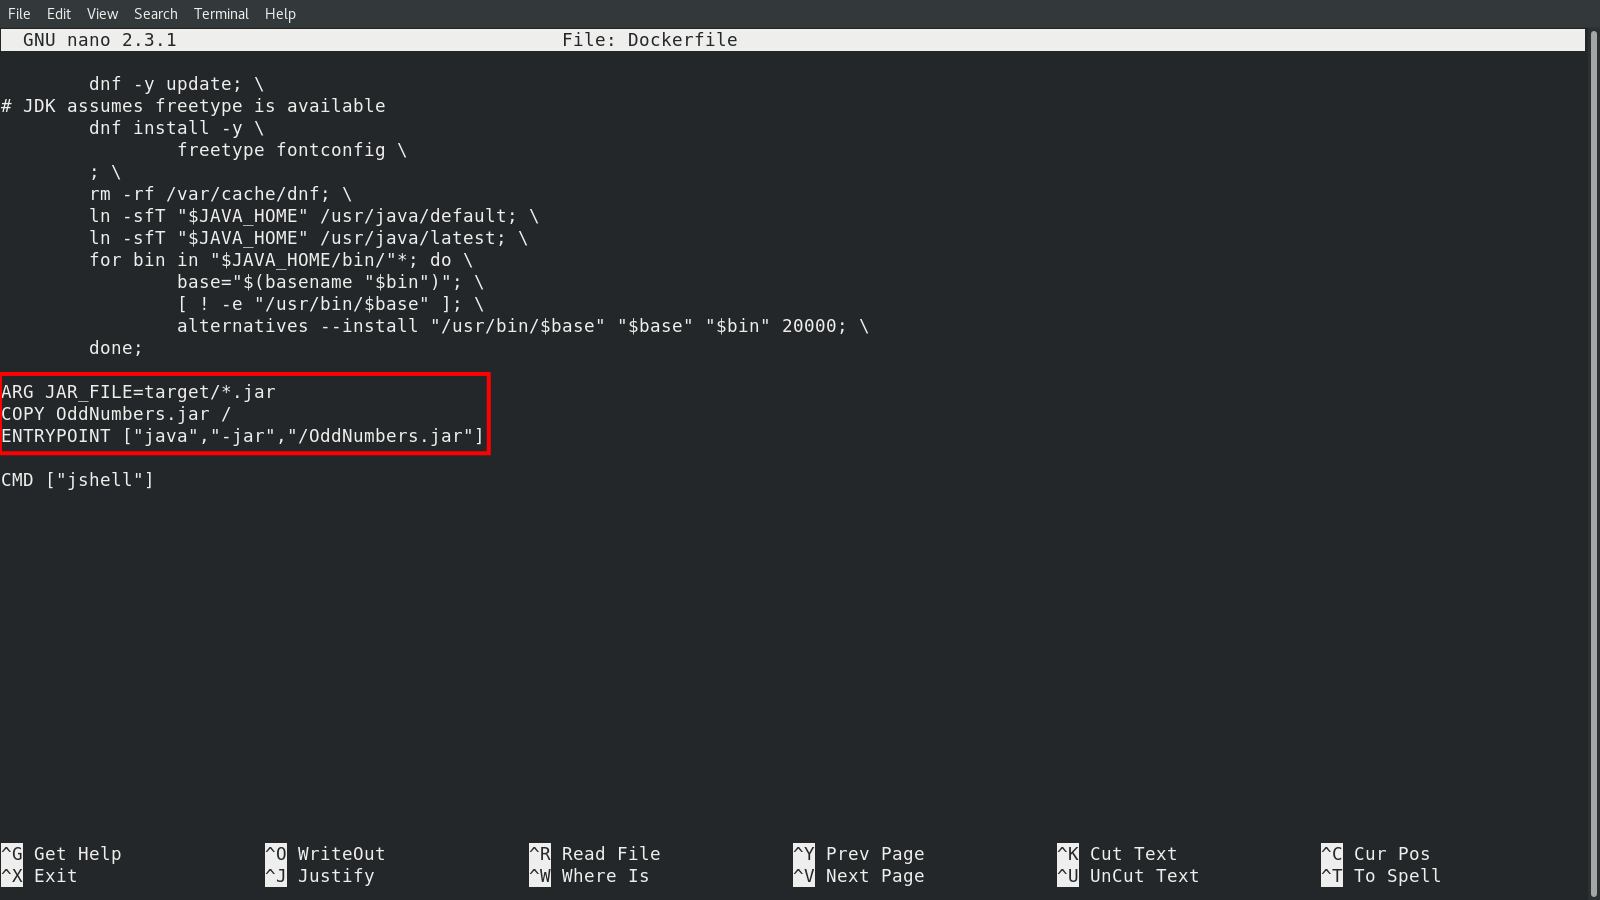 File Edit View Search Terminal Help
GNU nano 2.3.1 File: Dockerfile
dnf -y update; \
# JDK assumes freetype is available
dnf install -y \
freetype fontconfig \
; \
rm -rf /var/cache/dnf; \
ln -sfT "$JAVA_HOME" /usr/java/default; \
ln -sfT "$JAVA_HOME" /usr/java/latest; \
for bin in "$JAVA_HOME/bin/"*; do \
base="$(basename "$bin")"; \
[ ! -e "/usr/bin/$base" ]; \
alternatives --install "/usr/bin/$base" "$base" "$bin" 20000; \
done;
ARG JAR_FILE=target/*.jar
COPY OddNumbers.jar /
ENTRYPOINT ["java","-jar","/OddNumbers.jar"]
CMD ["jshell"]
^G Get Help ^O WriteOut ^R Read File ^Y Prev Page ^K Cut Text ^C Cur Pos
^X Exit ^J Justify ^W Where Is ^V Next Page ^U UnCut Text ^T To Spell